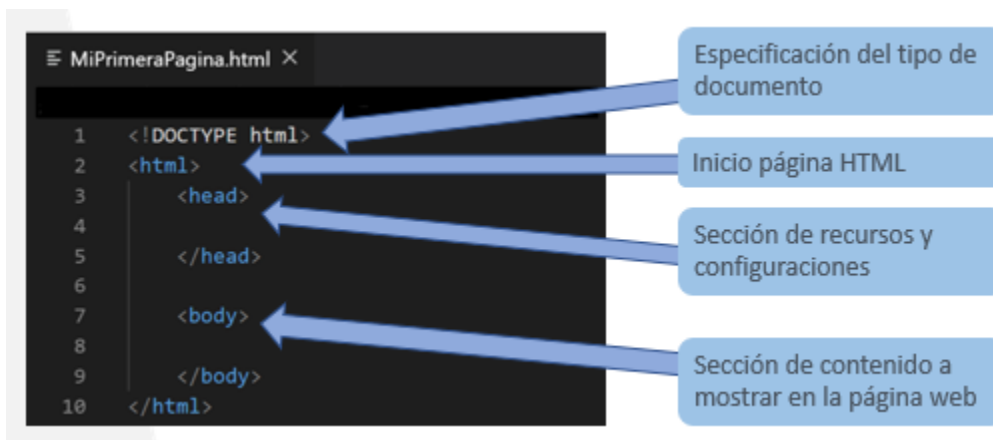 MiPrimeraPagina.html ×
1 <!DOCTYPE html>
2 <html>
3 <head>
4
5 </head>
6
7 <body>
8
9 </body>
10 </html>
Especificación del tipo de
documento
Inicio página HTML
Sección de recursos y
configuraciones
Sección de contenido a
mostrar en la página web